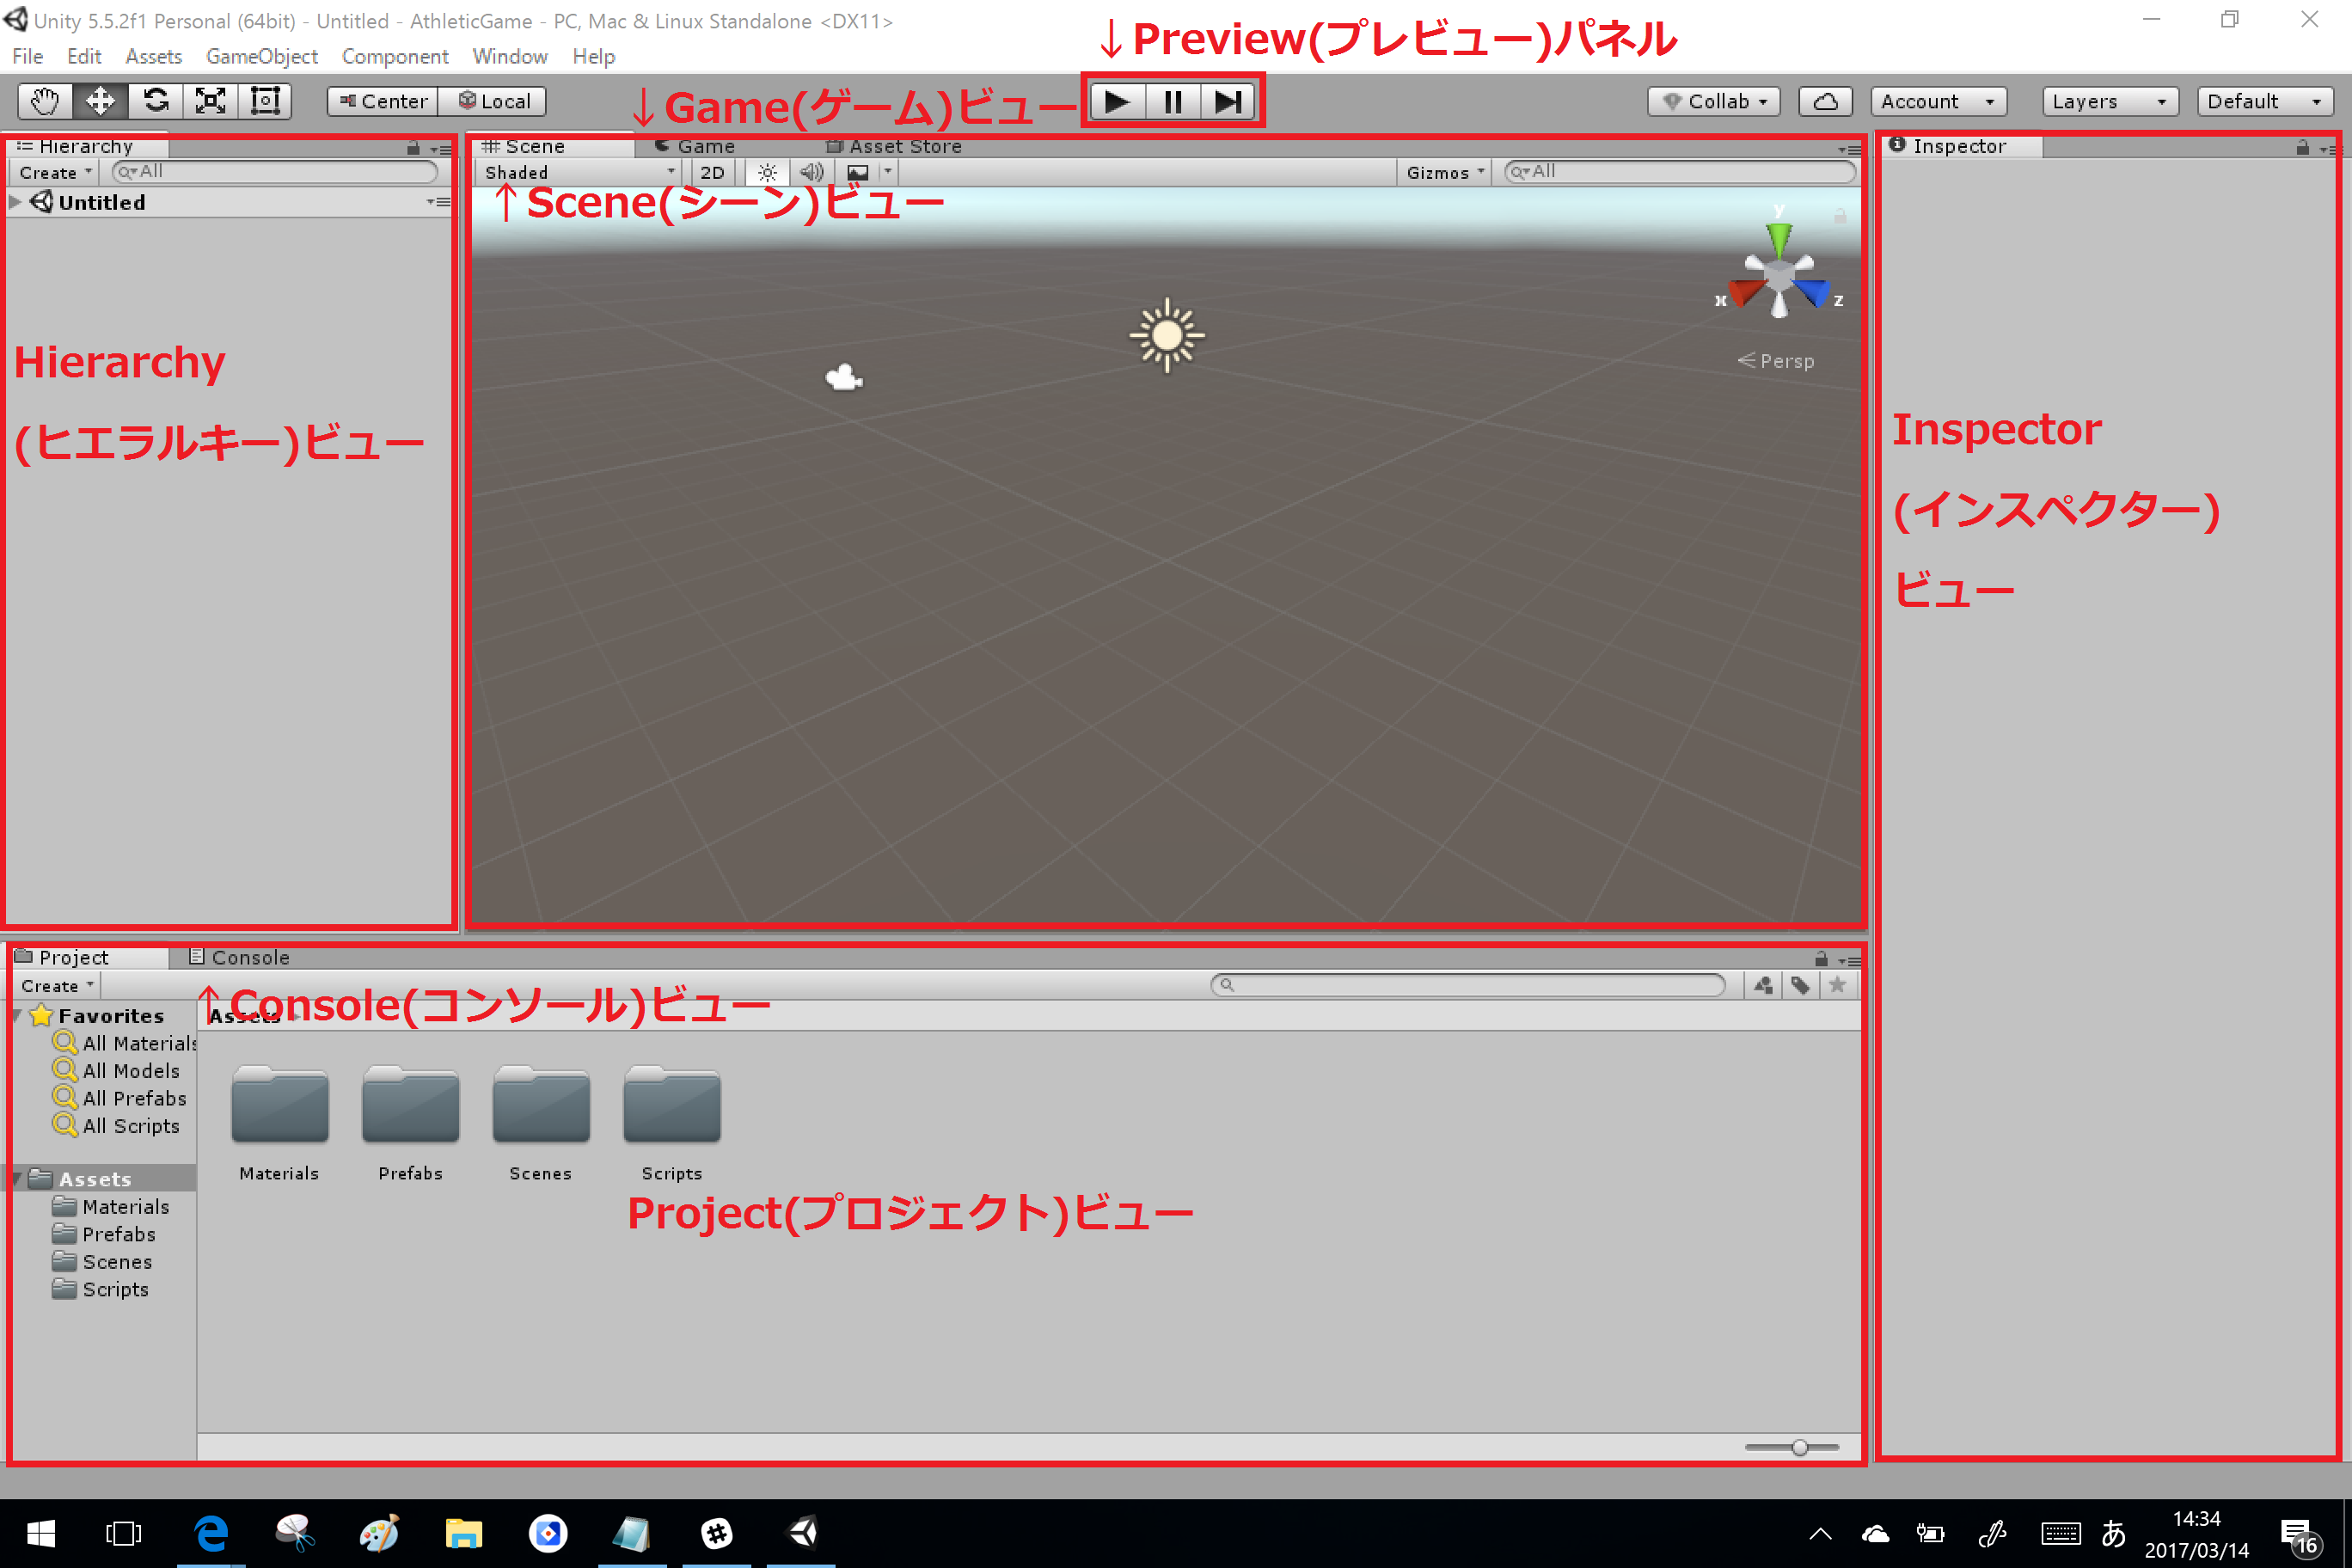 Unity 5.5.2f1 Personal (64bit) - Untitled - AthleticGame - PC, Mac & Linux Standalone <DX11>
↓Preview(プレビュー)パネル
File Edit Assets GameObject Component Window Help
Center Local
↓Game(ゲーム)ビュー
Collab Account Layers Default
Hierarchy
Scene Game Asset Store
Inspector
Create All
Shaded 2D Gizmos All
Untitled
↑Scene(シーン)ビュー
y
x z
Persp
Hierarchy
(ヒエラルキー)ビュー
Inspector
(インスペクター)
ビュー
Project Console
Create
↑Console(コンソール)ビュー
Favorites
Assets
All Materials
All Models
All Prefabs
All Scripts
Materials Prefabs Scenes Scripts
Assets
Materials
Prefabs
Scenes
Scripts
Project(プロジェクト)ビュー
あ
14:34
2017/03/14
16